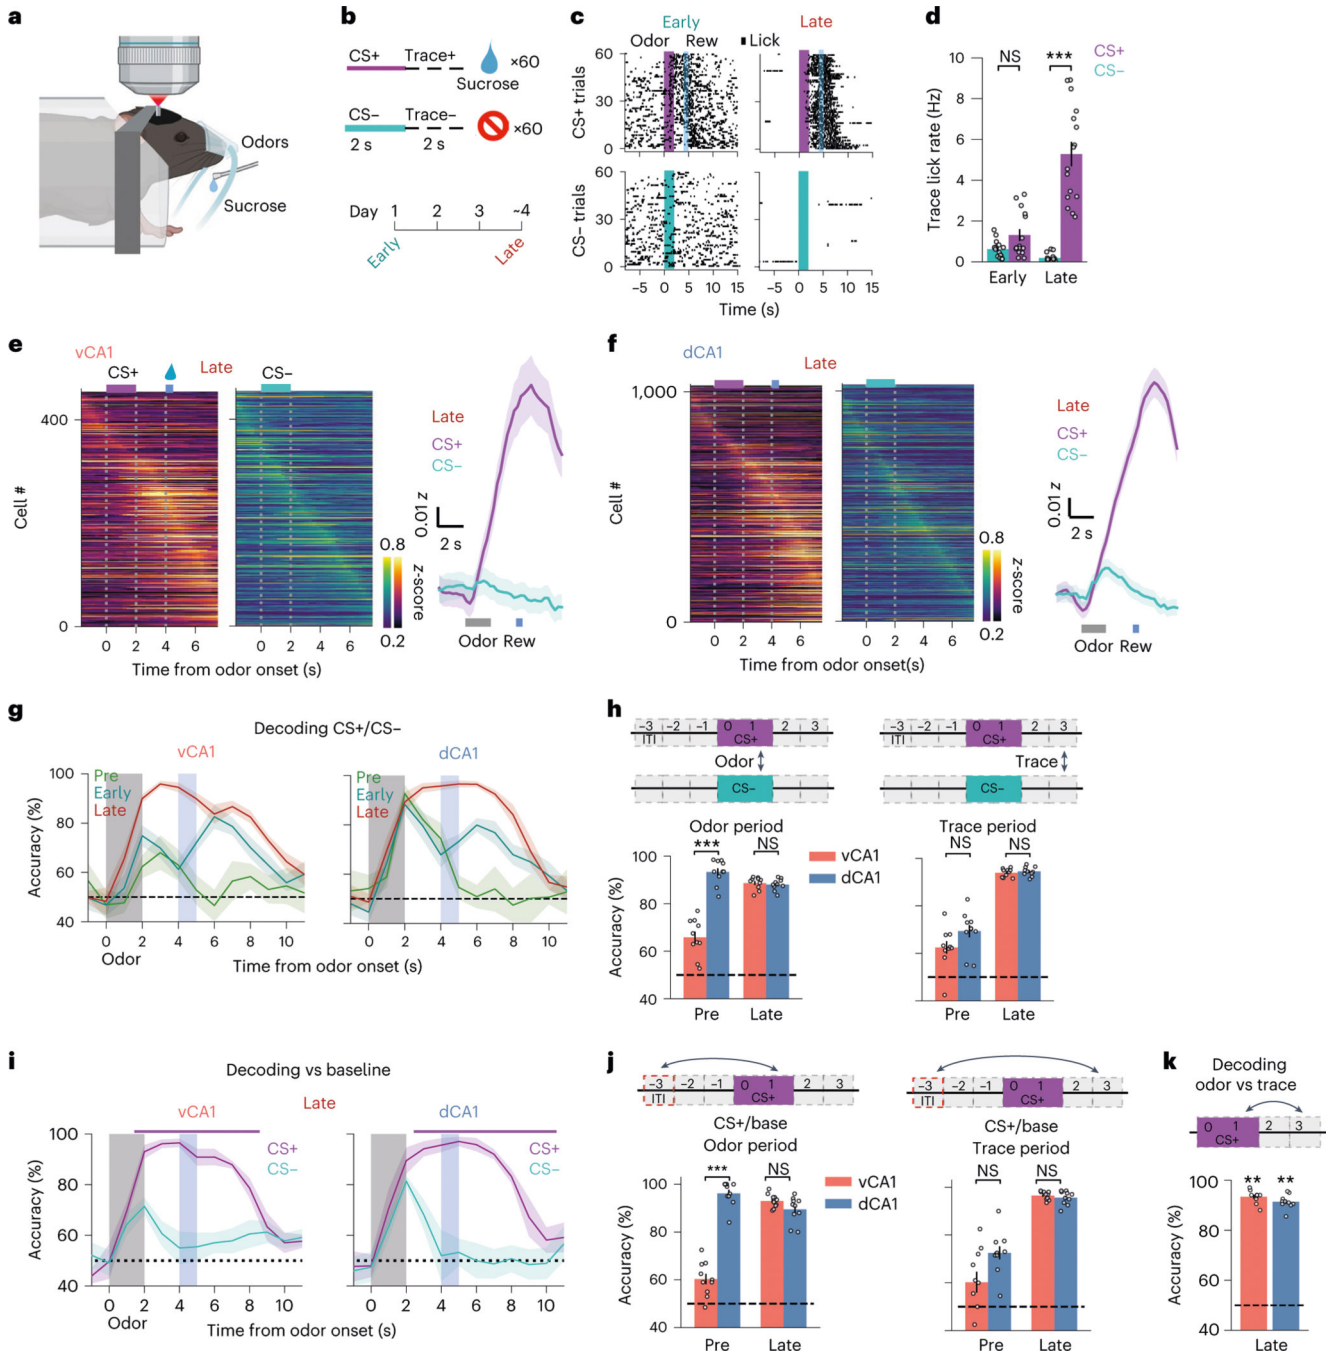 a
Odors
Sucrose
b
CS+ Trace+ ×60
Sucrose
CS− Trace− ×60
2 s 2 s
Day 1 2 3 ~4
Early Late
c
Early Late
Odor Rew Lick
CS+ trials
60
30
0
CS− trials
60
30
0
−5 0 5 10 15 −5 0 5 10 15
Time (s)
d
CS+
CS−
NS ***
Trace lick rate (Hz)
10
8
6
4
2
0
Early Late
e
vCA1
CS+ Late CS−
Cell #
400
200
0
0 2 4 6 0 2 4 6
Time from odor onset (s)
0.8
0.2
z-score
Late
CS+
CS−
0.01 z
2 s
Odor Rew
f
dCA1
Late
Cell #
1,000
500
0
0 2 4 6 0 2 4 6
Time from odor onset(s)
0.8
0.2
z-score
Late
CS+
CS−
0.01 z
2 s
Odor Rew
g
Decoding CS+/CS−
vCA1 dCA1
Pre
Early
Late
Pre
Early
Late
Accuracy (%)
100
80
60
40
0 2 4 6 8 10 0 2 4 6 8 10
Odor
Time from odor onset (s)
h
−3 −2 −1 0 1 2 3
ITI CS+
Odor
CS−
−3 −2 −1 0 1 2 3
ITI CS+
Trace
CS−
Odor period
*** NS
vCA1
dCA1
Accuracy (%)
100
80
60
40
Pre Late
Trace period
NS NS
Pre Late
i
Decoding vs baseline
vCA1 Late dCA1
CS+
CS−
CS+
CS−
Accuracy (%)
100
80
60
40
0 2 4 6 8 10 0 2 4 6 8 10
Odor
Time from odor onset (s)
j
−3 −2 −1 0 1 2 3
ITI CS+
−3 −2 −1 0 1 2 3
ITI CS+
CS+/base
Odor period
*** NS
vCA1
dCA1
Accuracy (%)
100
80
60
40
Pre Late
CS+/base
Trace period
NS NS
Pre Late
k
Decoding
odor vs trace
0 1 2 3
CS+
** **
Accuracy (%)
100
80
60
40
Late